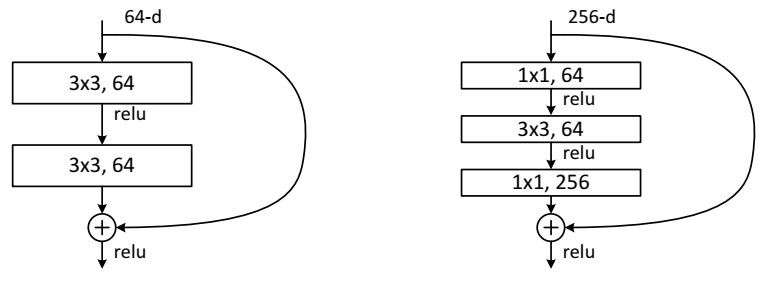 64-d
3x3, 64
relu
3x3, 64
relu
256-d
1x1, 64
relu
3x3, 64
relu
1x1, 256
relu